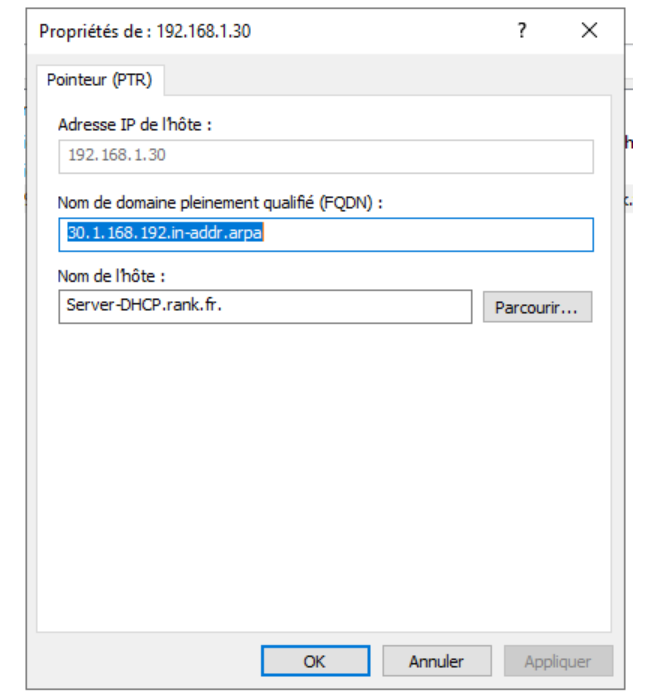 Propriétés de : 192.168.1.30 ?
Pointeur (PTR)
Adresse IP de l'hôte :
192.168.1.30
Nom de domaine pleinement qualifié (FQDN) :
30.1.168.192.in-addr.arpa
Nom de l'hôte :
Server-DHCP.rank.fr.
Parcourir...
OK Annuler Appliquer